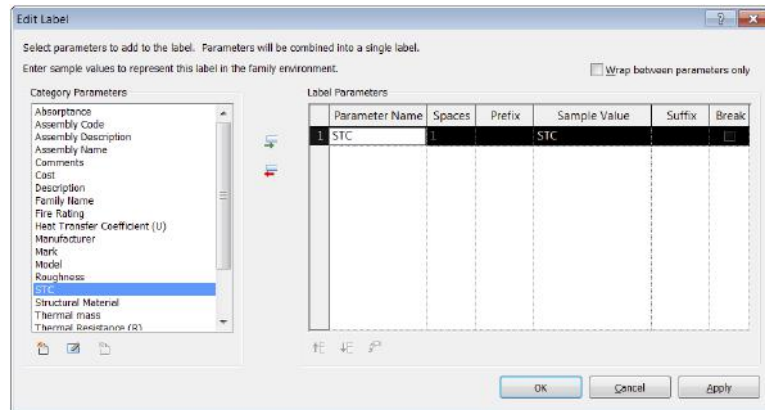 Edit Label
Select parameters to add to the label. Parameters will be combined into a single label.
Enter sample values to represent this label in the family environment.
Wrap between parameters only
Category Parameters
Label Parameters
Absorptance
Assembly Code
Assembly Description
Assembly Name
Comments
Cost
Description
Family Name
Fire Rating
Heat Transfer Coefficient (U)
Manufacturer
Mark
Model
Roughness
STC
Structural Material
Thermal mass
Thermal Resistance (R)
Parameter Name Spaces Prefix Sample Value Suffix Break
1 STC 1 STC
OK Cancel Apply